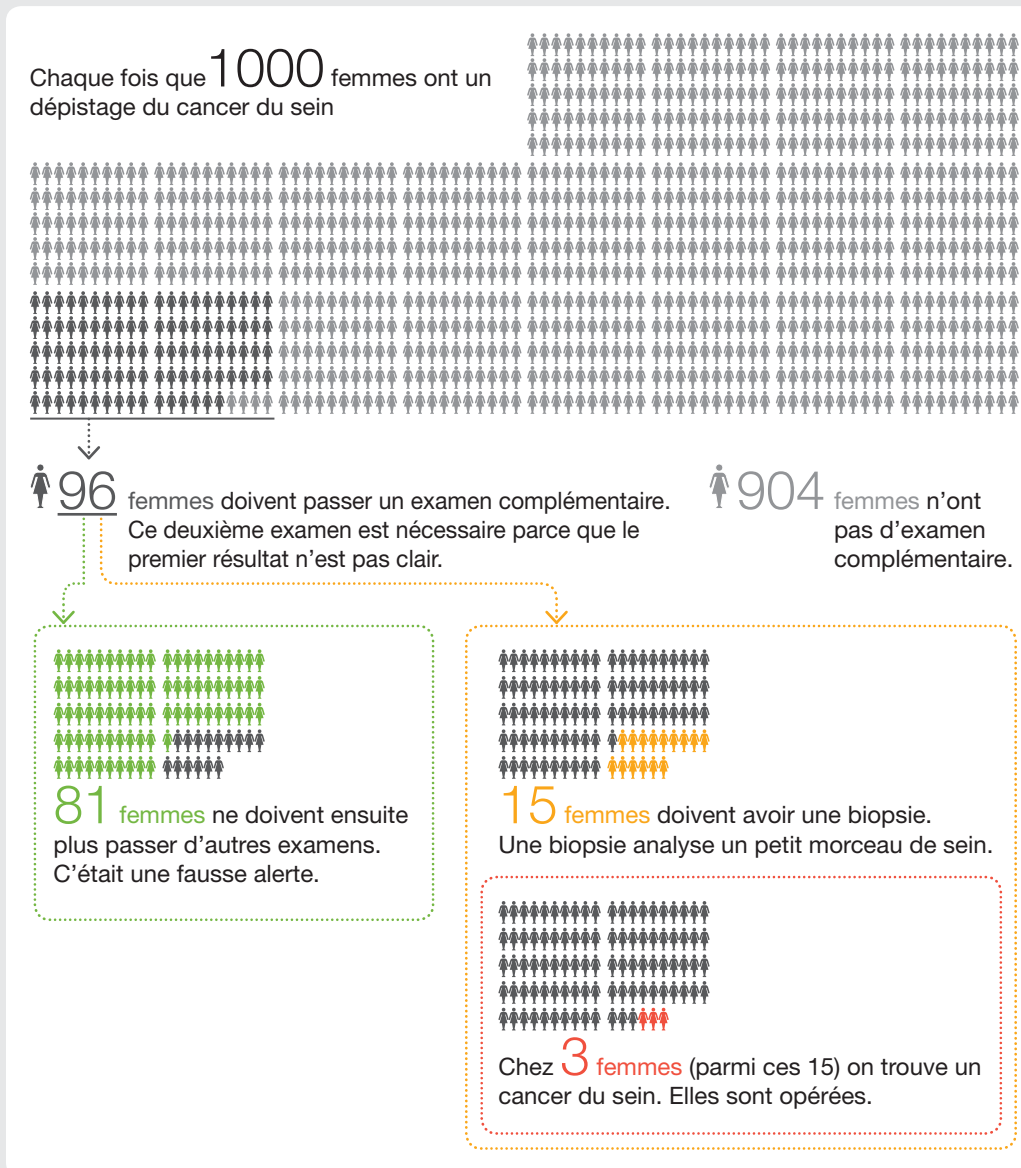 Chaque fois que 1000 femmes ont un
dépistage du cancer du sein
96 femmes doivent passer un examen complémentaire.
Ce deuxième examen est nécessaire parce que le
premier résultat n’est pas clair.
904 femmes n’ont
pas d’examen
complémentaire.
81 femmes ne doivent ensuite
plus passer d’autres examens.
C’était une fausse alerte.
15 femmes doivent avoir une biopsie.
Une biopsie analyse un petit morceau de sein.
Chez 3 femmes (parmi ces 15) on trouve un
cancer du sein. Elles sont opérées.